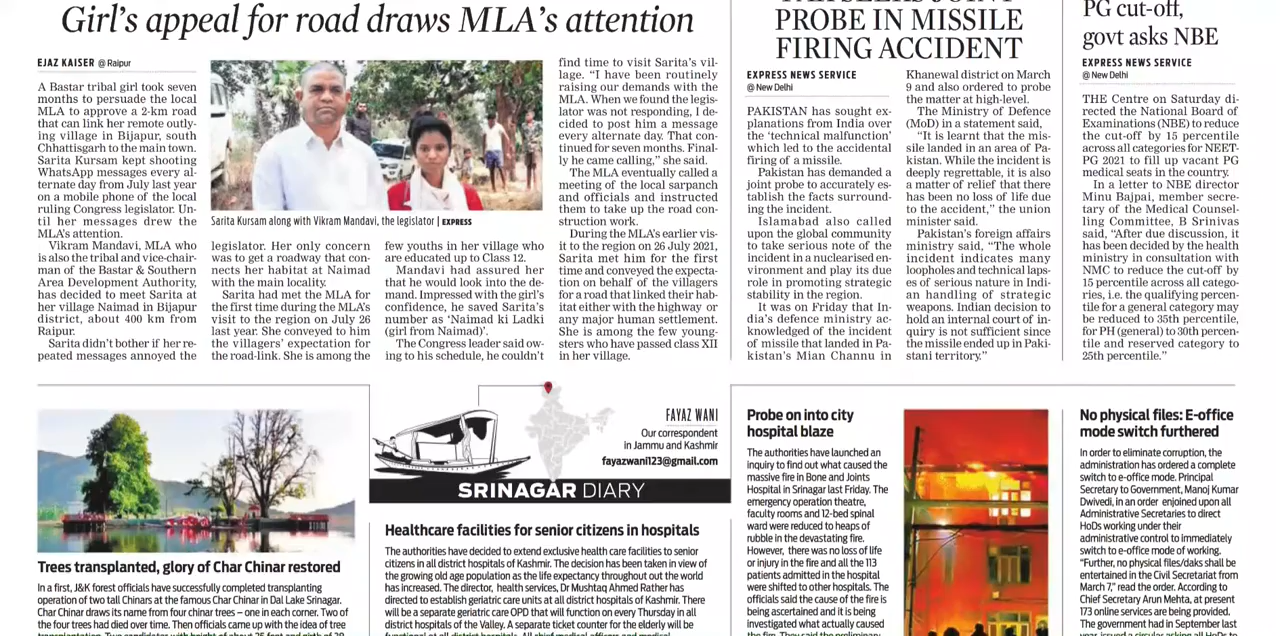 Girl's appeal for road draws MLA's attention
EJAZ KAISER @ Raipur
A Bastar tribal girl took seven
months to persuade the local
MLA to approve a 2-km road
that can link her remote outly-
ing village in Bijapur, south
Chhattisgarh to the main town.
Sarita Kursam kept shooting
WhatsApp messages every al-
ternate day from July last year
on a mobile phone of the local
ruling Congress legislator. Un-
til her messages drew the
MLA's attention.
Vikram Mandavi, MLA who
is also the tribal and vice-chair-
man of the Bastar & Southern
Area Development Authority,
has decided to meet Sarita at
her village Naimad in Bijapur
district, about 400 km from
Raipur.
Sarita didn't bother if her re-
peated messages annoyed the
Sarita Kursam along with Vikram Mandavi, the legislator | EXPRESS
legislator. Her only concern
was to get a roadway that con-
nects her habitat at Naimad
with the main locality.
Sarita had met the MLA for
the first time during the MLA's
visit to the region on July 26
last year. She conveyed to him
the villagers' expectation for
the road-link. She is among the
few youths in her village who
are educated up to Class 12.
Mandavi had assured her
that he would look into the de-
mand. Impressed with the girl's
confidence, he saved Sarita's
number as 'Naimad ki Ladki
(girl from Naimad)'.
The Congress leader said ow-
ing to his schedule, he couldn't
find time to visit Sarita's vil-
lage. "I have been routinely
raising our demands with the
MLA. When we found the legis-
lator was not responding, I de-
cided to post him a message
every alternate day. That con-
tinued for seven months. Final-
ly he came calling," she said.
The MLA eventually called a
meeting of the local sarpanch
and officials and instructed
them to take up the road con-
struction work.
During the MLA's earlier vis-
it to the region on 26 July 2021,
Sarita met him for the first
time and conveyed the expecta-
tion on behalf of the villagers
for a road that linked their hab-
itat either with the highway or
any major human settlement.
She is among the few young-
sters who have passed class XII
in her village.
PROBE IN MISSILE
FIRING ACCIDENT
EXPRESS NEWS SERVICE
@ New Delhi
PAKISTAN has sought ex-
planations from India over
the 'technical malfunction'
which led to the accidental
firing of a missile.
Pakistan has demanded a
joint probe to accurately es-
tablish the facts surround-
ing the incident.
Islamabad also called
upon the global community
to take serious note of the
incident in a nuclearised en-
vironment and play its due
role in promoting strategic
stability in the region.
It was on Friday that In-
dia's defence ministry ac-
knowledged of the incident
of missile that landed in Pa-
kistan's Mian Channu in
Khanewal district on March
9 and also ordered to probe
the matter at high-level.
The Ministry of Defence
(MoD) in a statement said,
"It is learnt that the mis-
sile landed in an area of Pa-
kistan. While the incident is
deeply regrettable, it is also
a matter of relief that there
has been no loss of life due
to the accident," the union
minister said.
Pakistan's foreign affairs
ministry said, "The whole
incident indicates many
loopholes and technical laps-
es of serious nature in Indi-
an handling of strategic
weapons. Indian decision to
hold an internal court of in-
quiry is not sufficient since
the missile ended up in Paki-
stani territory."
PG cut-off,
govt asks NBE
EXPRESS NEWS SERVICE
@ New Delhi
THE Centre on Saturday di-
rected the National Board of
Examinations (NBE) to reduce
the cut-off by 15 percentile
across all categories for NEET-
PG 2021 to fill up vacant PG
medical seats in the country.
In a letter to NBE director
Minu Bajpai, member secre-
tary of the Medical Counsel-
ling Committee, B Srinivas
said, "After due discussion, it
has been decided by the health
ministry in consultation with
NMC to reduce the cut-off by
15 percentile across all catego-
ries, i.e. the qualifying percen-
tile for a general category may
be reduced to 35th percentile,
for PH (general) to 30th percen-
tile and reserved category to
25th percentile."
Trees transplanted, glory of Char Chinar restored
In a first, J&K forest officials have successfully completed transplanting
operation of two tall Chinars at the famous Char Chinar in Dal Lake Srinagar.
Char Chinar draws its name from four chinar trees – one in each corner. Two of
the four trees had died over time. Then officials came up with the idea of tree
FAYAZ WANI
Our correspondent
in Jammu and Kashmir
fayazwani123@gmail.com
SRINAGAR DIARY
Healthcare facilities for senior citizens in hospitals
The authorities have decided to extend exclusive health care facilities to senior
citizens in all district hospitals of Kashmir. The decision has been taken in view of
the growing old age population as the life expectancy throughout out the world
has increased. The director, health services, Dr Mushtaq Ahmed Rather has
directed to establish geriatric care units at all district hospitals of Kashmir. There
will be a separate geriatric care OPD that will function on every Thursday in all
district hospitals of the Valley. A separate ticket counter for the elderly will be
Probe on into city
hospital blaze
The authorities have launched an
inquiry to find out what caused the
massive fire in Bone and Joints
Hospital in Srinagar last Friday. The
emergency operation theatre,
faculty rooms and 12-bed spinal
ward were reduced to heaps of
rubble in the devastating fire.
However, there was no loss of life
or injury in the fire and all the 113
patients admitted in the hospital
were shifted to other hospitals. The
officials said the cause of the fire is
being ascertained and it is being
investigated what actually caused
the fire. They said the preliminary
No physical files: E-office
mode switch furthered
In order to eliminate corruption, the
administration has ordered a complete
switch to e-office mode. Principal
Secretary to Government, Manoj Kumar
Dwivedi, in an order enjoined upon all
Administrative Secretaries to direct
HoDs working under their
administrative control to immediately
switch to e-office mode of working.
"Further, no physical files/daks shall be
entertained in the Civil Secretariat from
March 7," read the order. According to
Chief Secretary Arun Mehta, at present
173 online services are being provided.
The government had in September last